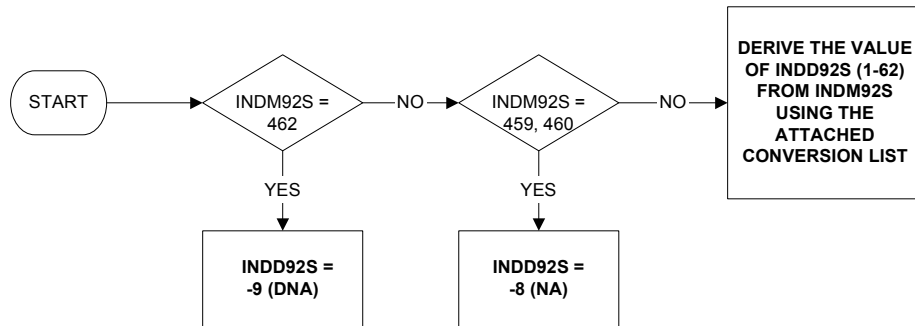 START
INDM92S =
462
NO
INDM92S =
459, 460
NO
DERIVE THE VALUE
OF INDD92S (1-62)
FROM INDM92S
USING THE
ATTACHED
CONVERSION LIST
YES
YES
INDD92S =
-9 (DNA)
INDD92S =
-8 (NA)